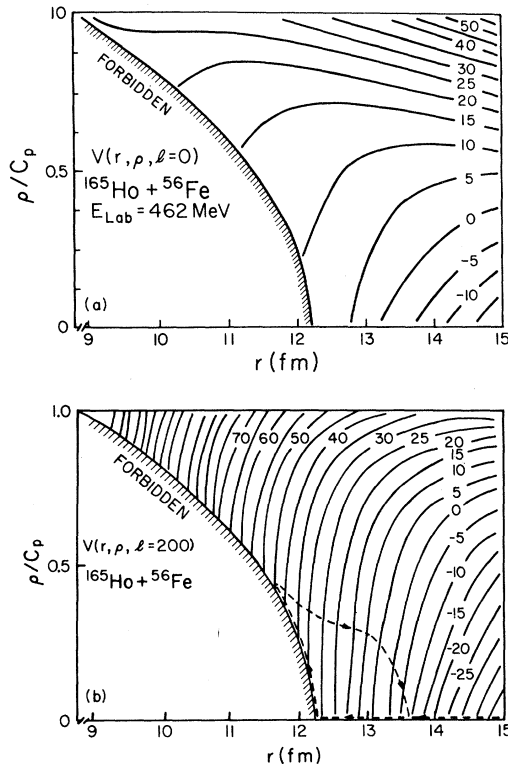 10
50
40
30
25
20
15
10
5
0
-5
-10
FORBIDDEN
V(r, ρ, ℓ=0)
¹⁶⁵Ho + ⁵⁶Fe
E_Lab = 462 MeV
0.5
ρ/C_p
(a)
0
9 10 11 12 13 14 15
r (fm)
1.0
70 60 50 40 30 25 20
15
10
5
0
-5
-10
-15
-20
-25
FORBIDDEN
V(r, ρ, ℓ=200)
¹⁶⁵Ho + ⁵⁶Fe
0.5
ρ/C_p
(b)
0
9 10 11 12 13 14 15
r (fm)